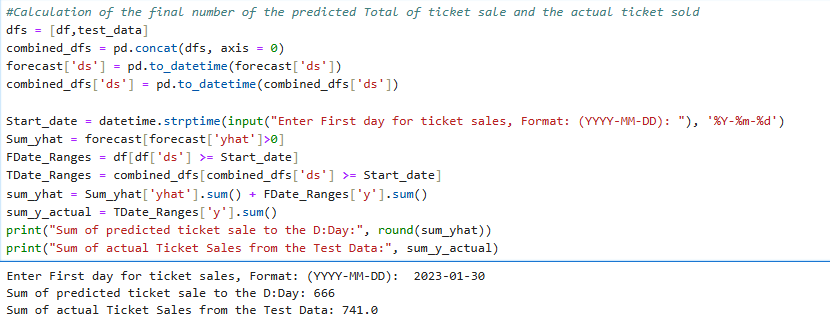 #Calculation of the final number of the predicted Total of ticket sale and the actual ticket sold
dfs = [df,test_data]
combined_dfs = pd.concat(dfs, axis = 0)
forecast['ds'] = pd.to_datetime(forecast['ds'])
combined_dfs['ds'] = pd.to_datetime(combined_dfs['ds'])

Start_date = datetime.strptime(input("Enter First day for ticket sales, Format: (YYYY-MM-DD): "), '%Y-%m-%d')
Sum_yhat = forecast[forecast['yhat']>0]
FDate_Ranges = df[df['ds'] >= Start_date]
TDate_Ranges = combined_dfs[combined_dfs['ds'] >= Start_date]
sum_yhat = Sum_yhat['yhat'].sum() + FDate_Ranges['y'].sum()
sum_y_actual = TDate_Ranges['y'].sum()
print("Sum of predicted ticket sale to the D:Day:", round(sum_yhat))
print("Sum of actual Ticket Sales from the Test Data:", sum_y_actual)
Enter First day for ticket sales, Format: (YYYY-MM-DD):  2023-01-30
Sum of predicted ticket sale to the D:Day: 666
Sum of actual Ticket Sales from the Test Data: 741.0